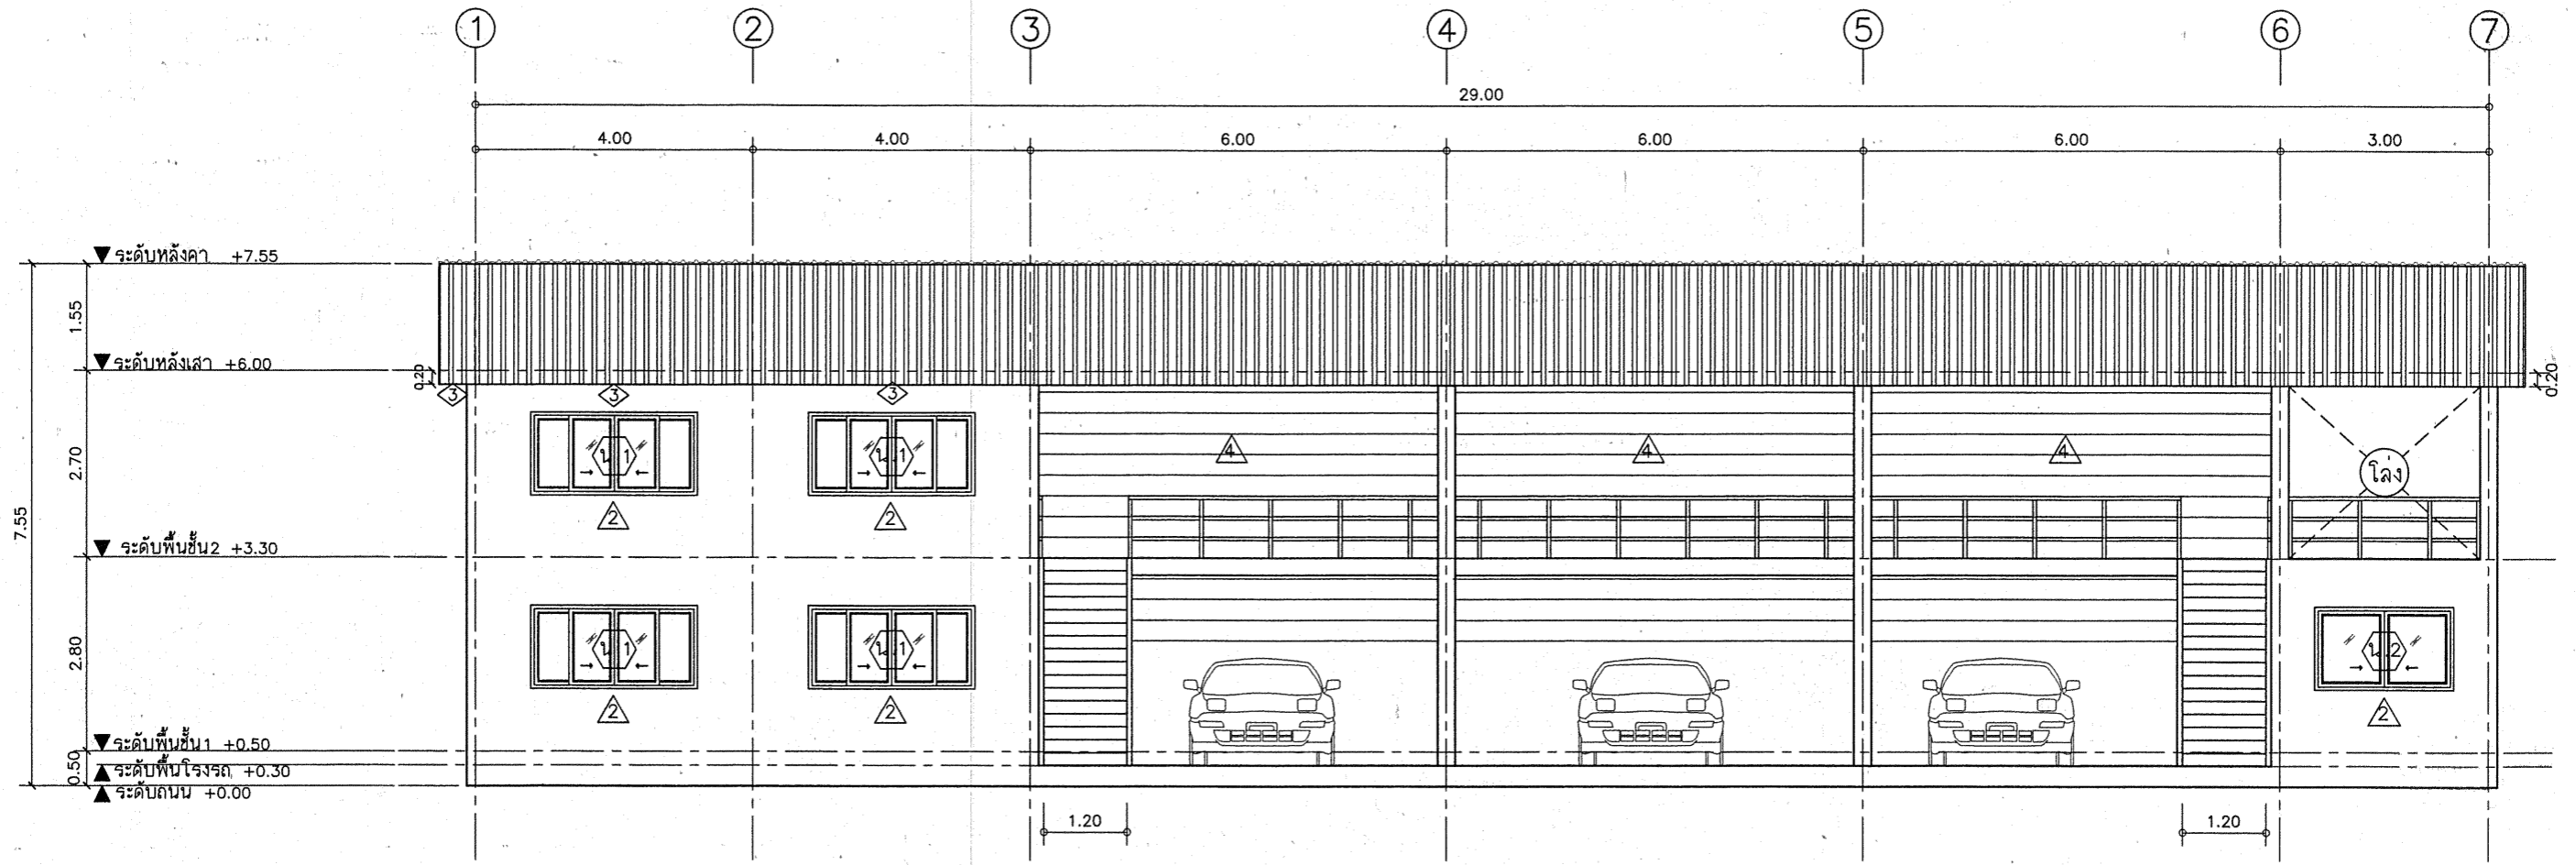 1 2 3 4 5 6 7
29.00
4.00 4.00 6.00 6.00 6.00 3.00
ระดับหลังคา +7.55
1.55
ระดับหลังเสา +6.00
0.20 0.20
3 3 3
น.1 น.1
4 4 4
โล่ง
2 2
2.70
7.55
ระดับพื้นชั้น2 +3.30
2.80
น.1 น.1 น.2
2 2 2
ระดับพื้นชั้น1 +0.50
0.50
ระดับพื้นโรงรถ +0.30
ระดับถนน +0.00
1.20 1.20